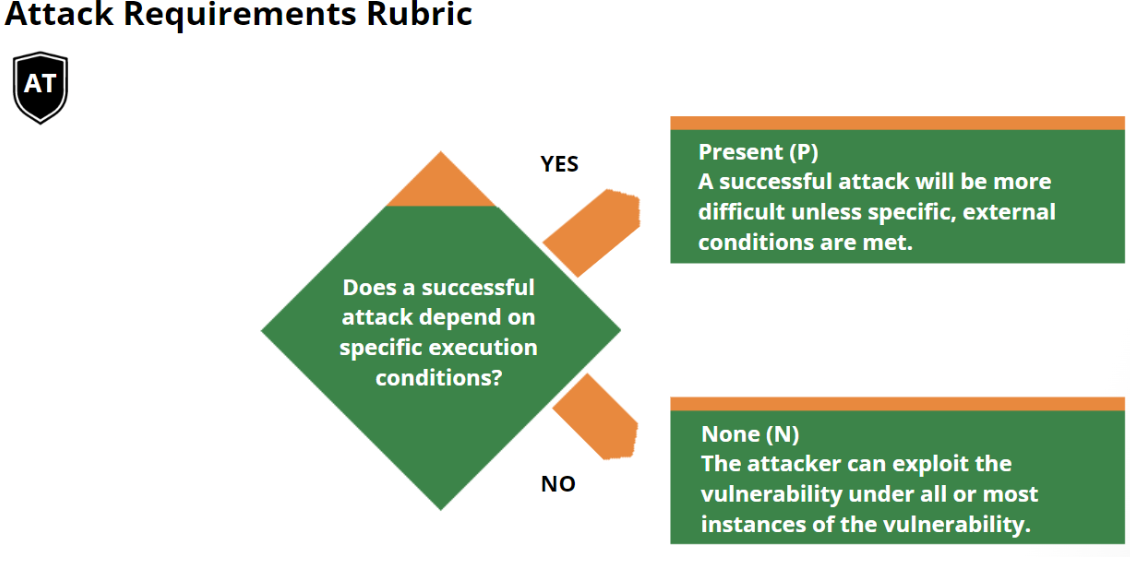 Attack Requirements Rubric
AT
YES
Present (P)
A successful attack will be more
difficult unless specific, external
conditions are met.
Does a successful
attack depend on
specific execution
conditions?
None (N)
The attacker can exploit the
vulnerability under all or most
instances of the vulnerability.
NO